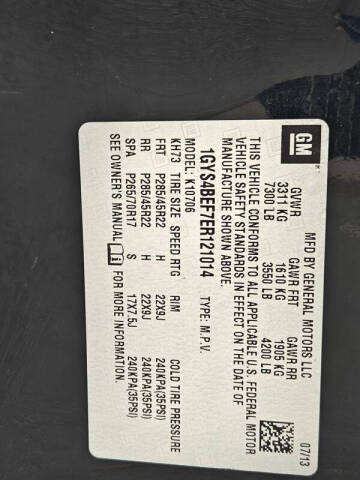 GM
MFD BY GENERAL MOTORS LLC 07/13
GVWR GAWR FRT GAWR RR
3311 KG 1610 KG 1905 KG
7300 LB 3550 LB 4200 LB
THIS VEHICLE CONFORMS TO ALL APPLICABLE U.S. FEDERAL MOTOR
VEHICLE SAFETY STANDARDS IN EFFECT ON THE DATE OF
MANUFACTURE SHOWN ABOVE.
1GYS4BEF7ER121014 TYPE: M.P.V.
MODEL: K10706
KH73 TIRE SIZE SPEED RTG RIM COLD TIRE PRESSURE
FRT P285/45R22 H 22X9J 240KPA(35PSI)
RR P285/45R22 H 22X9J 240KPA(35PSI)
SPA P265/70R17 S 17X7.5J 240KPA(35PSI)
SEE OWNER'S MANUAL FOR MORE INFORMATION.